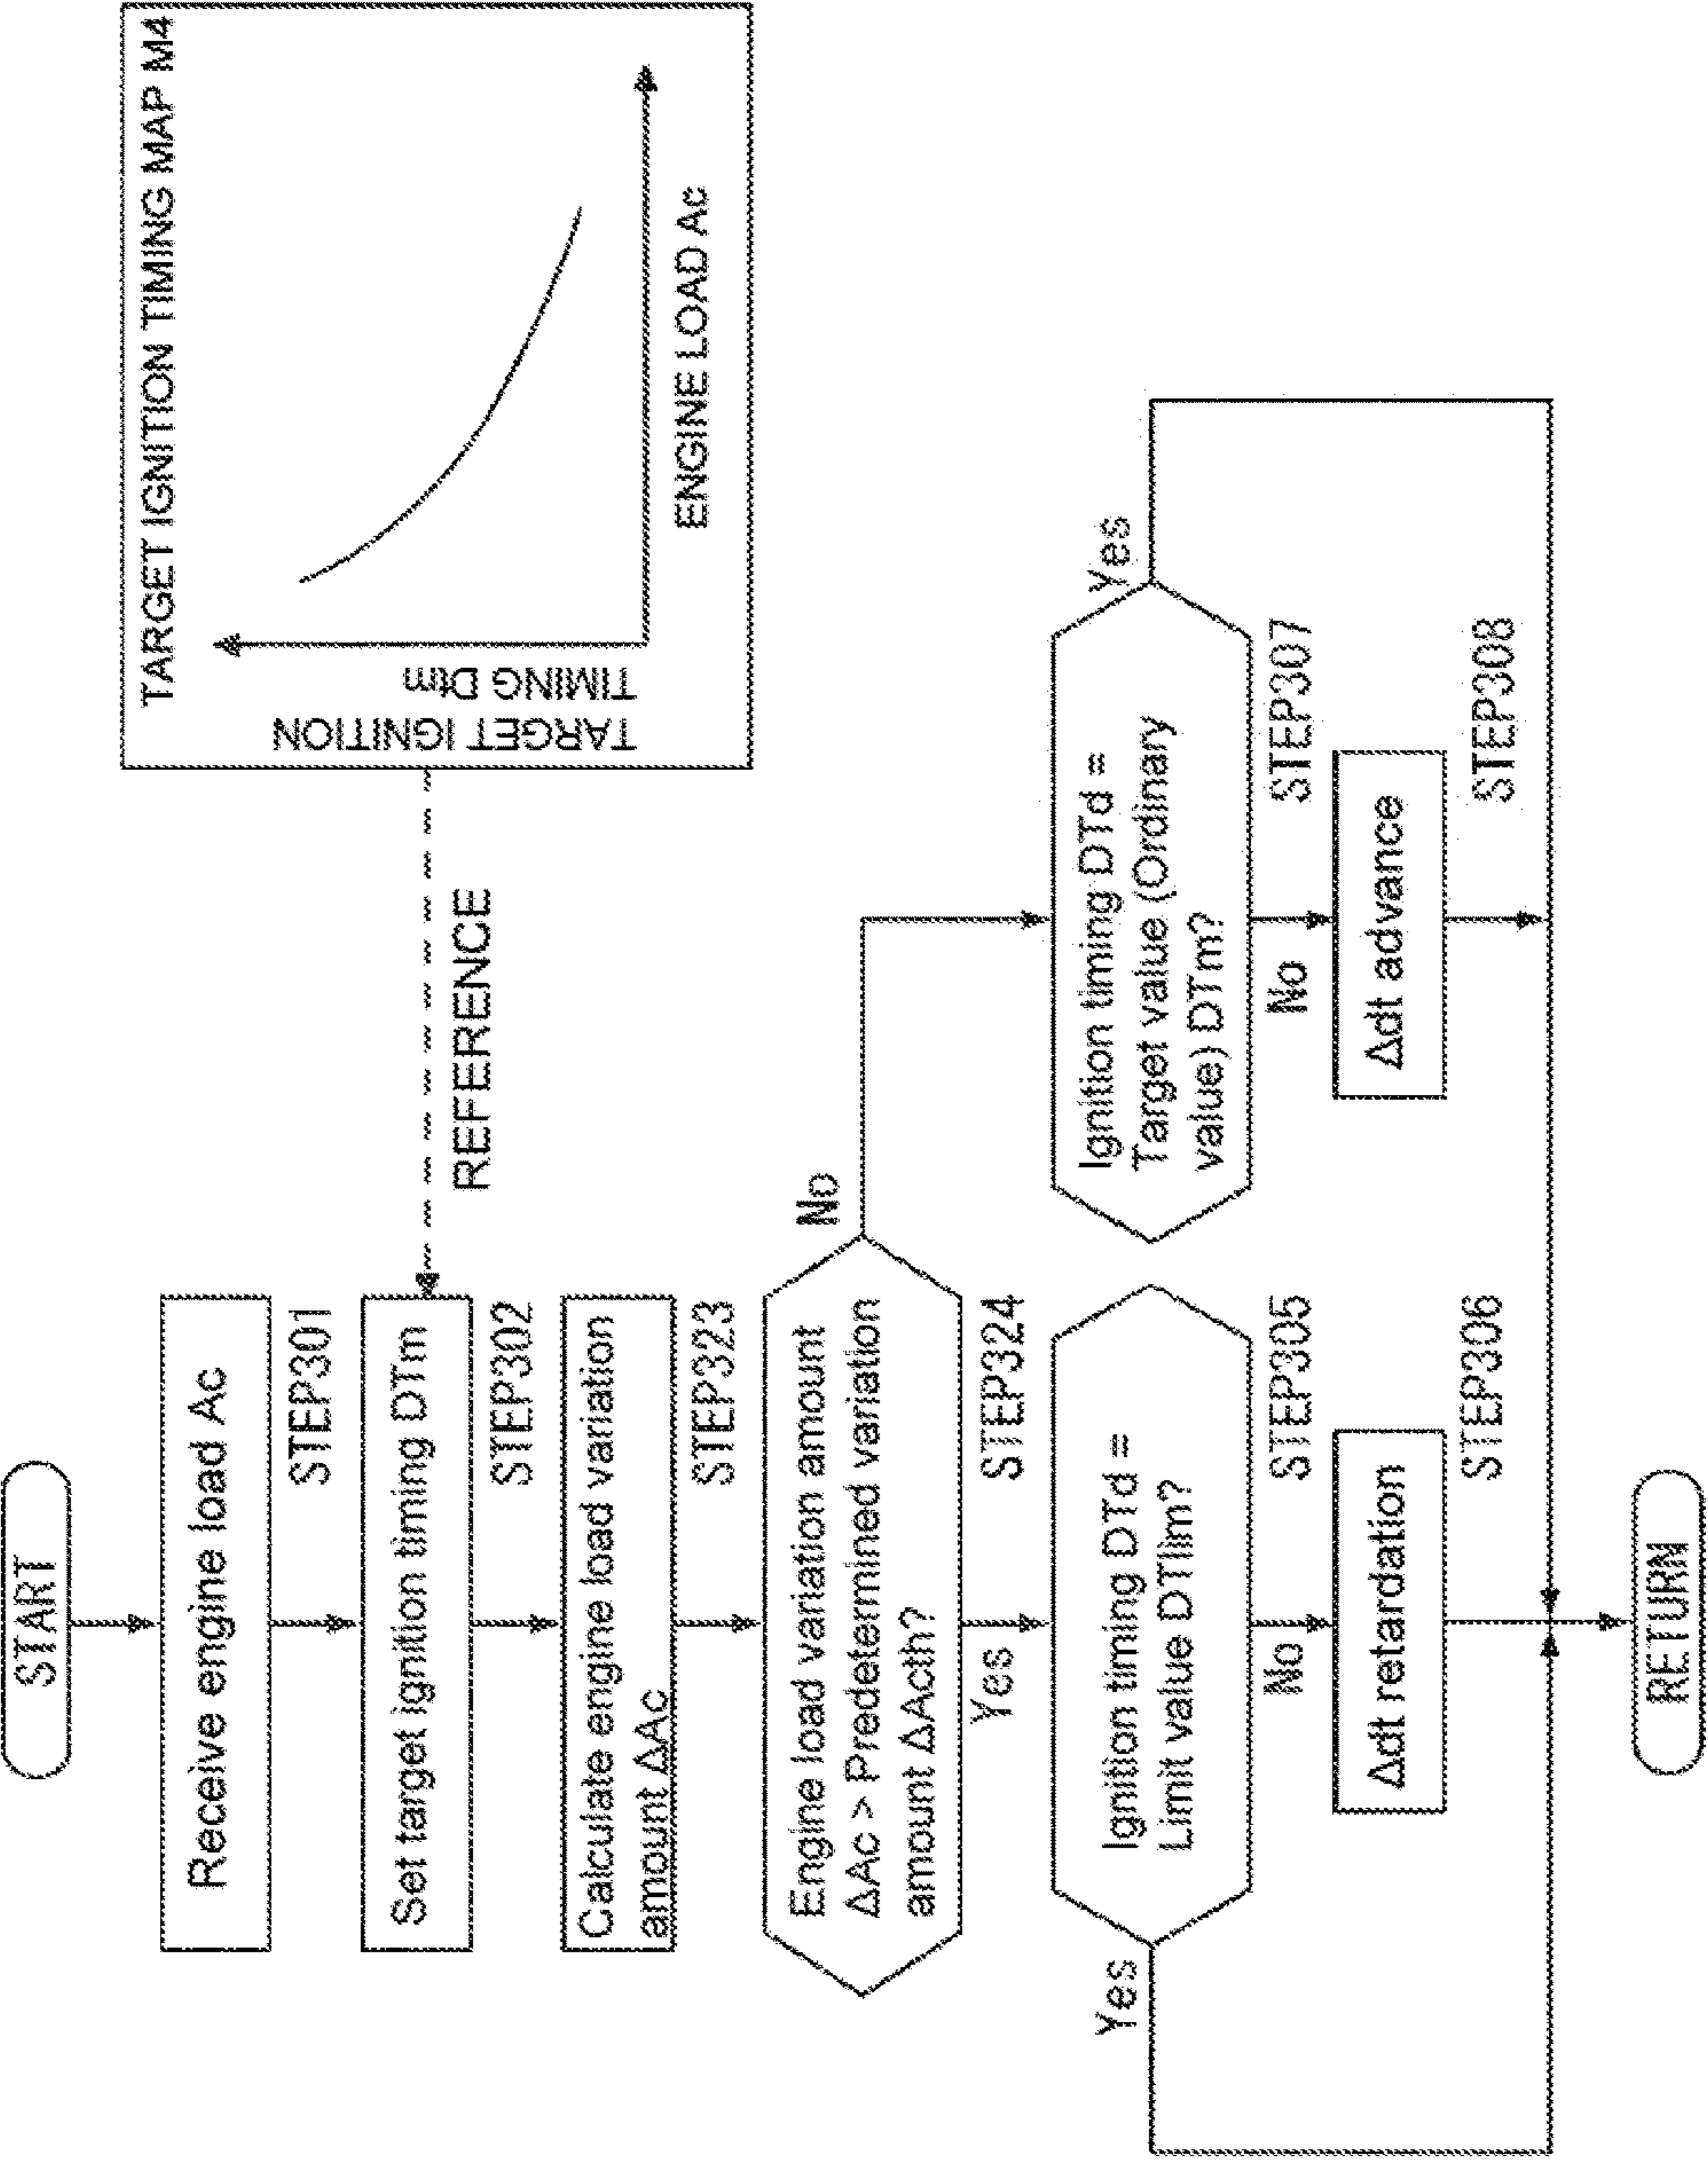 START
Receive engine load Ac
STEP301
Set target ignition timing DTm
STEP302
REFERENCE
TARGET IGNITION TIMING MAP M4
TARGET IGNITION
TIMING Dtm
ENGINE LOAD Ac
Calculate engine load variation
amount ΔAc
STEP323
Engine load variation amount
ΔAc > Predetermined variation
amount ΔActh?
STEP324
No
Yes
Ignition timing DTd =
Limit value DTlm?
STEP305
Yes
No
Δdt retardation
STEP306
Ignition timing DTd =
Target value (Ordinary
value) DTm?
STEP307
Yes
No
Δdt advance
STEP308
RETURN